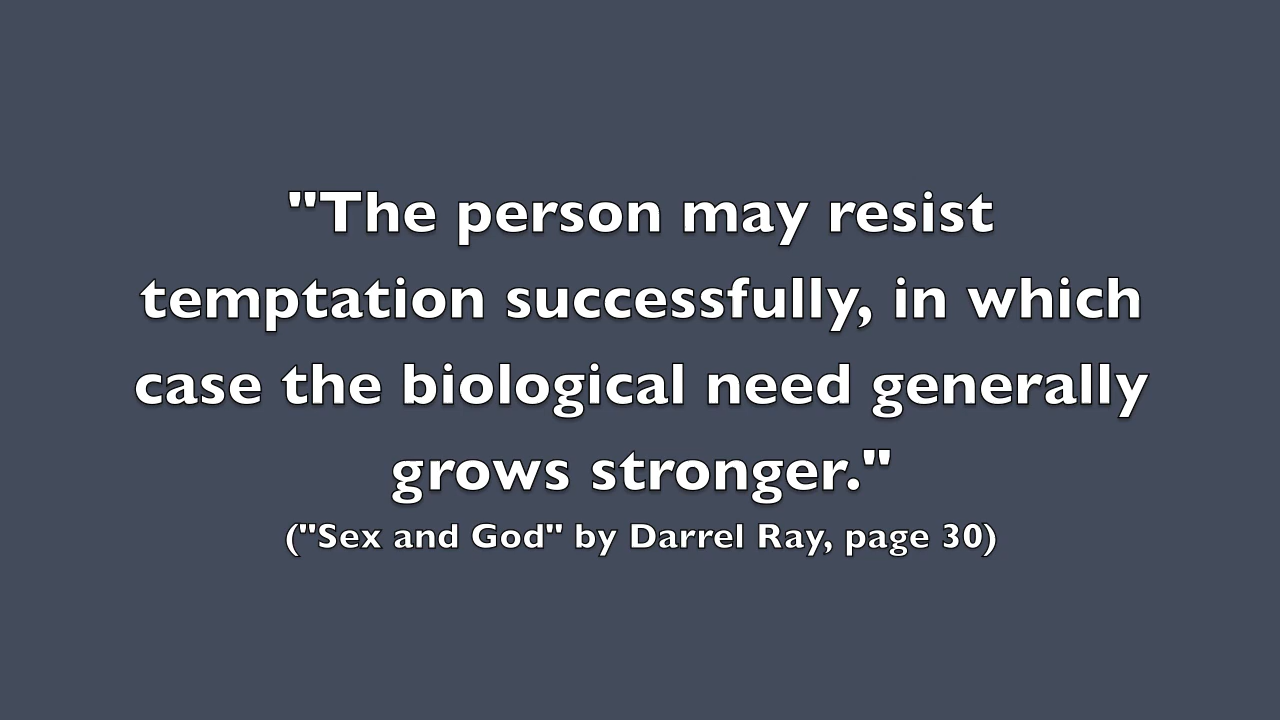 "The person may resist
temptation successfully, in which
case the biological need generally
grows stronger."
("Sex and God" by Darrel Ray, page 30)